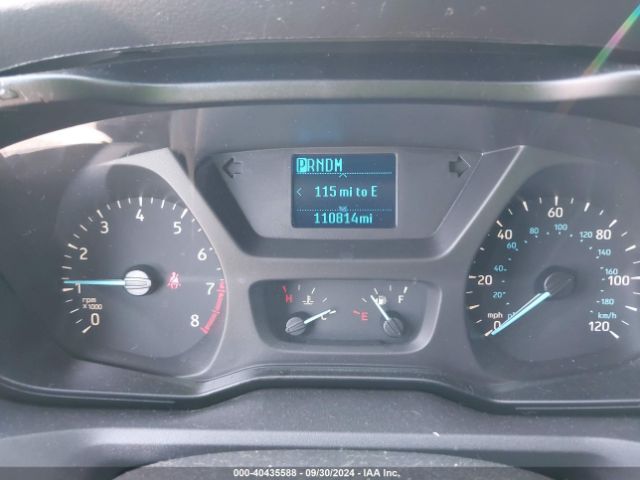 PRNDM
115 mi to E
110814mi
0 1 2 3 4 5 6 7 8
rpm
x1000
H C
E F
0 20 40 60 80 100 120
20 40 80 100 120 140 160 180
mph
km/h
000-40435588 - 09/30/2024 - IAA Inc.